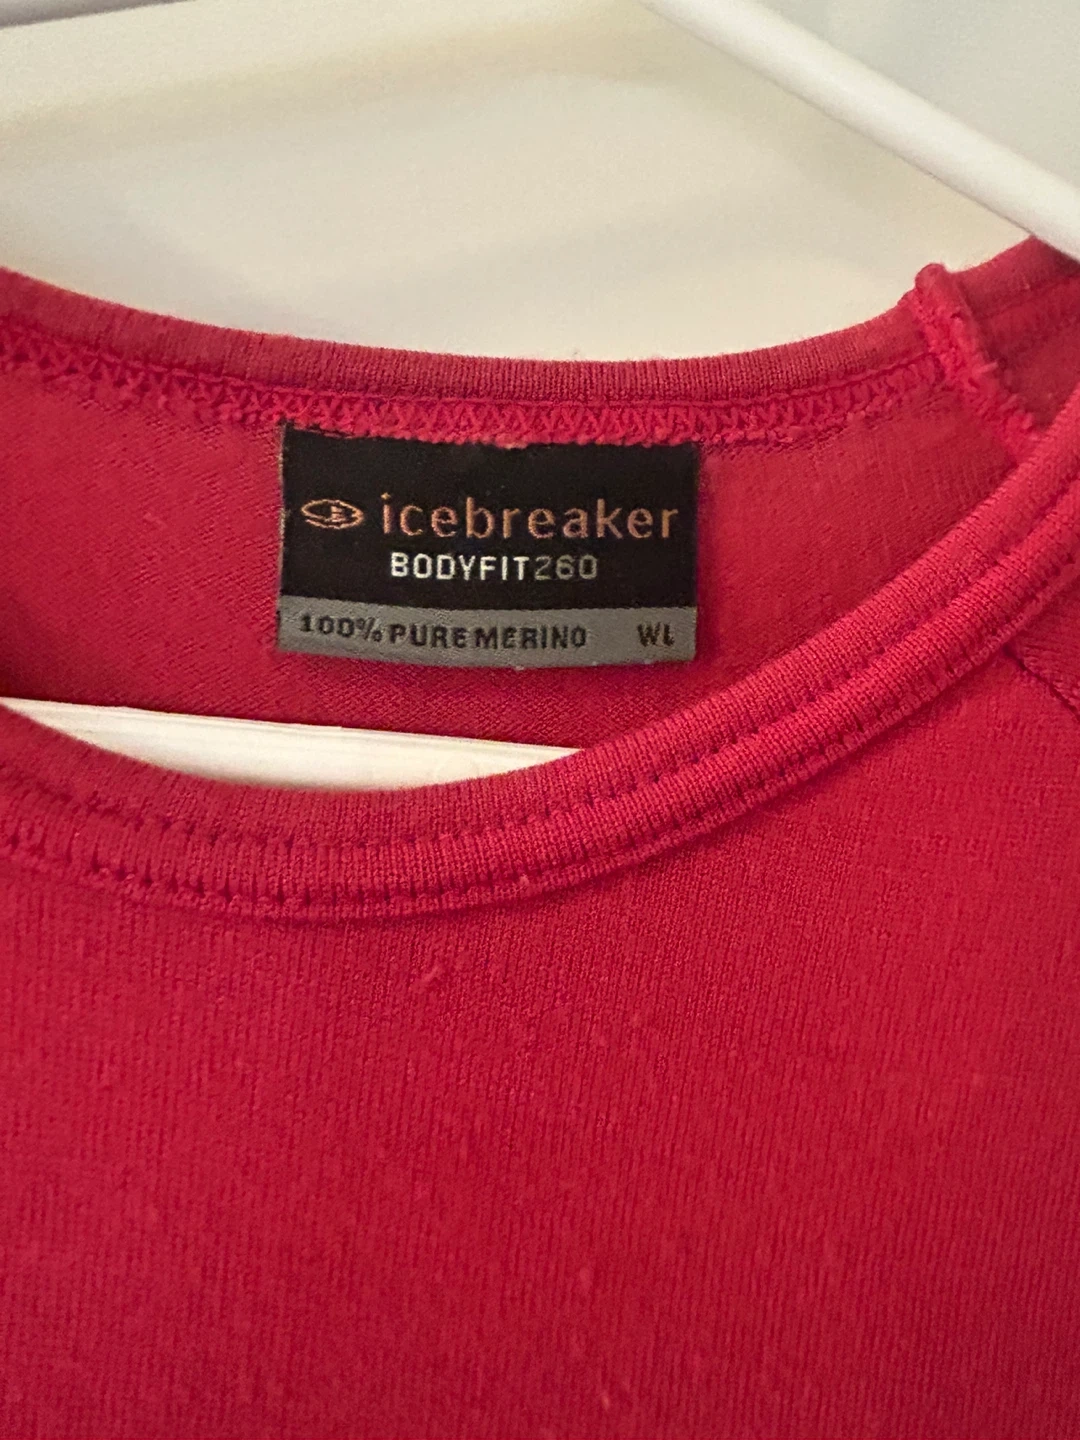 icebreaker
BODYFIT260
100% PURE MERINO WL